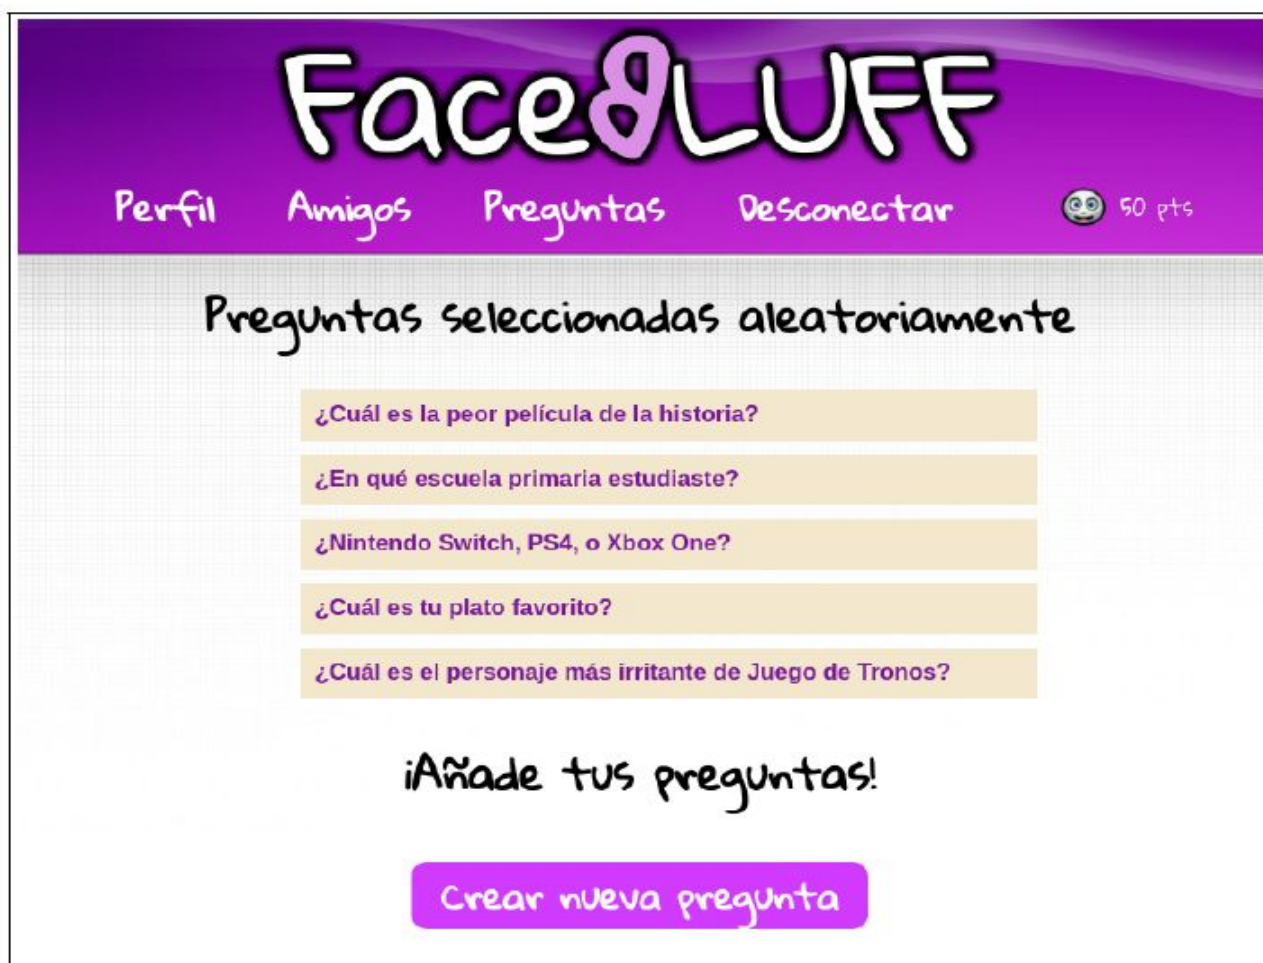 FaceBLUFF
Perfil Amigos Preguntas Desconectar 50 pts
Preguntas seleccionadas aleatoriamente
¿Cuál es la peor película de la historia?
¿En qué escuela primaria estudiaste?
¿Nintendo Switch, PS4, o Xbox One?
¿Cuál es tu plato favorito?
¿Cuál es el personaje más irritante de Juego de Tronos?
¡Añade tus preguntas!
Crear nueva pregunta